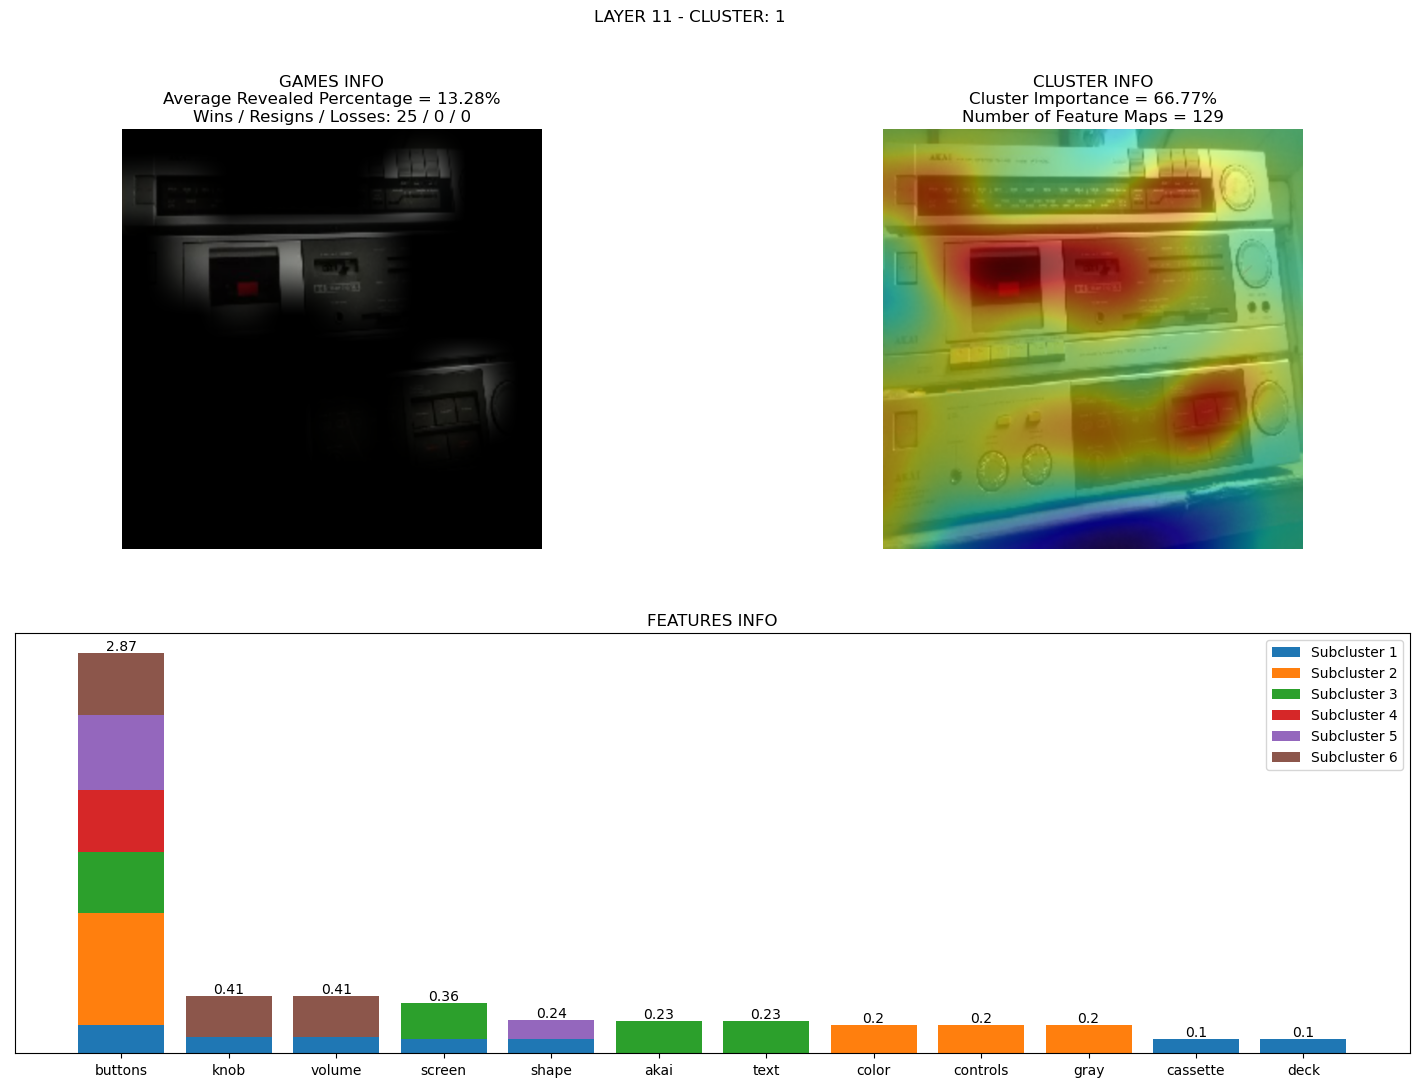 LAYER 11 - CLUSTER: 1
GAMES INFO
Average Revealed Percentage = 13.28%
Wins / Resigns / Losses: 25 / 0 / 0
CLUSTER INFO
Cluster Importance = 66.77%
Number of Feature Maps = 129
AKAI
AKAI
AKAI
FEATURES INFO
2.87
0.41
0.41
0.36
0.24
0.23
0.23
0.2
0.2
0.2
0.1
0.1
Subcluster 1
Subcluster 2
Subcluster 3
Subcluster 4
Subcluster 5
Subcluster 6
buttons
knob
volume
screen
shape
akai
text
color
controls
gray
cassette
deck